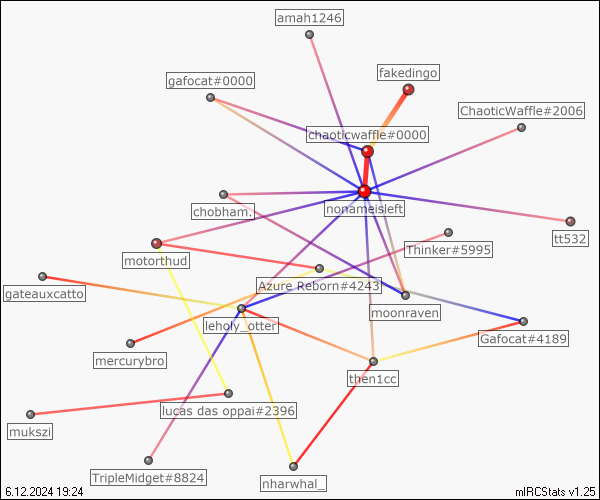 amah1246
fakedingo
gafocat#0000
ChaoticWaffle#2006
chaoticwaffle#0000
nonameisleft
chobham.
tt532
Thinker#5995
motorthud
Azure Reborn#4243
gateauxcatto
moonraven
leholy_otter
Gafocat#4189
mercurybro
then1cc
lucas das oppai#2396
mukszi
TripleMidget#8824
nharwhal_
6.12.2024 19:24
mIRCStats v1.25